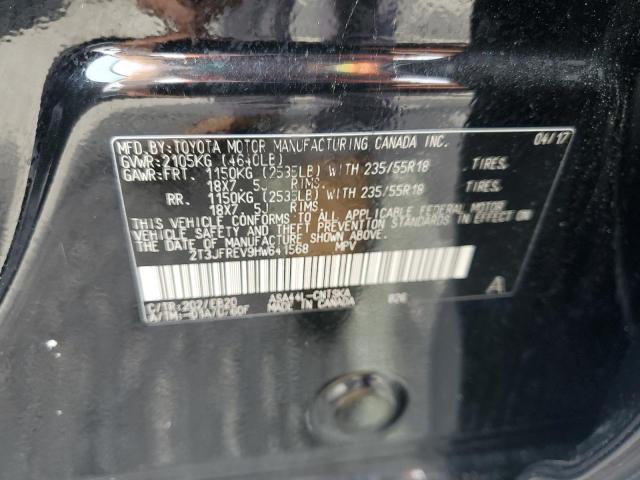 MFD.BY:TOYOTA MOTOR MANUFACTURING CANADA INC. 04/17
GVWR:2105KG (4640LB)
GAWR:FRT. 1150KG (2535LB) WITH 235/55R18 TIRES.
18X7 5J RIMS.
RR. 1150KG (2535LB) WITH 235/55R18 TIRES.
18X7 5J RIMS.
THIS VEHICLE CONFORMS TO ALL APPLICABLE FEDERAL MOTOR
VEHICLE SAFETY AND THEFT PREVENTION STANDARDS IN EFFECT ON
THE DATE OF MANUFACTURE SHOWN ABOVE.
2T3JFREV9HW641568 MPV
A
C/TR:202/EB20
MADE IN CANADA